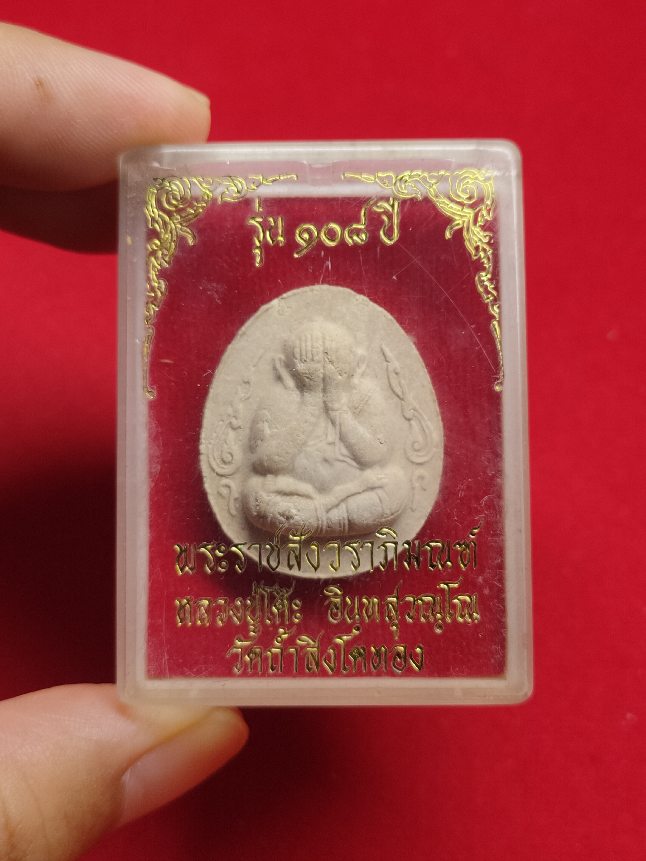 รุ่น ๑๐๘ ปี
พระราชสังวราภิมณฑ์
หลวงปู่โต๊ะ อินฺทสุวณฺโณ
วัดถ้ำสิงโตทอง